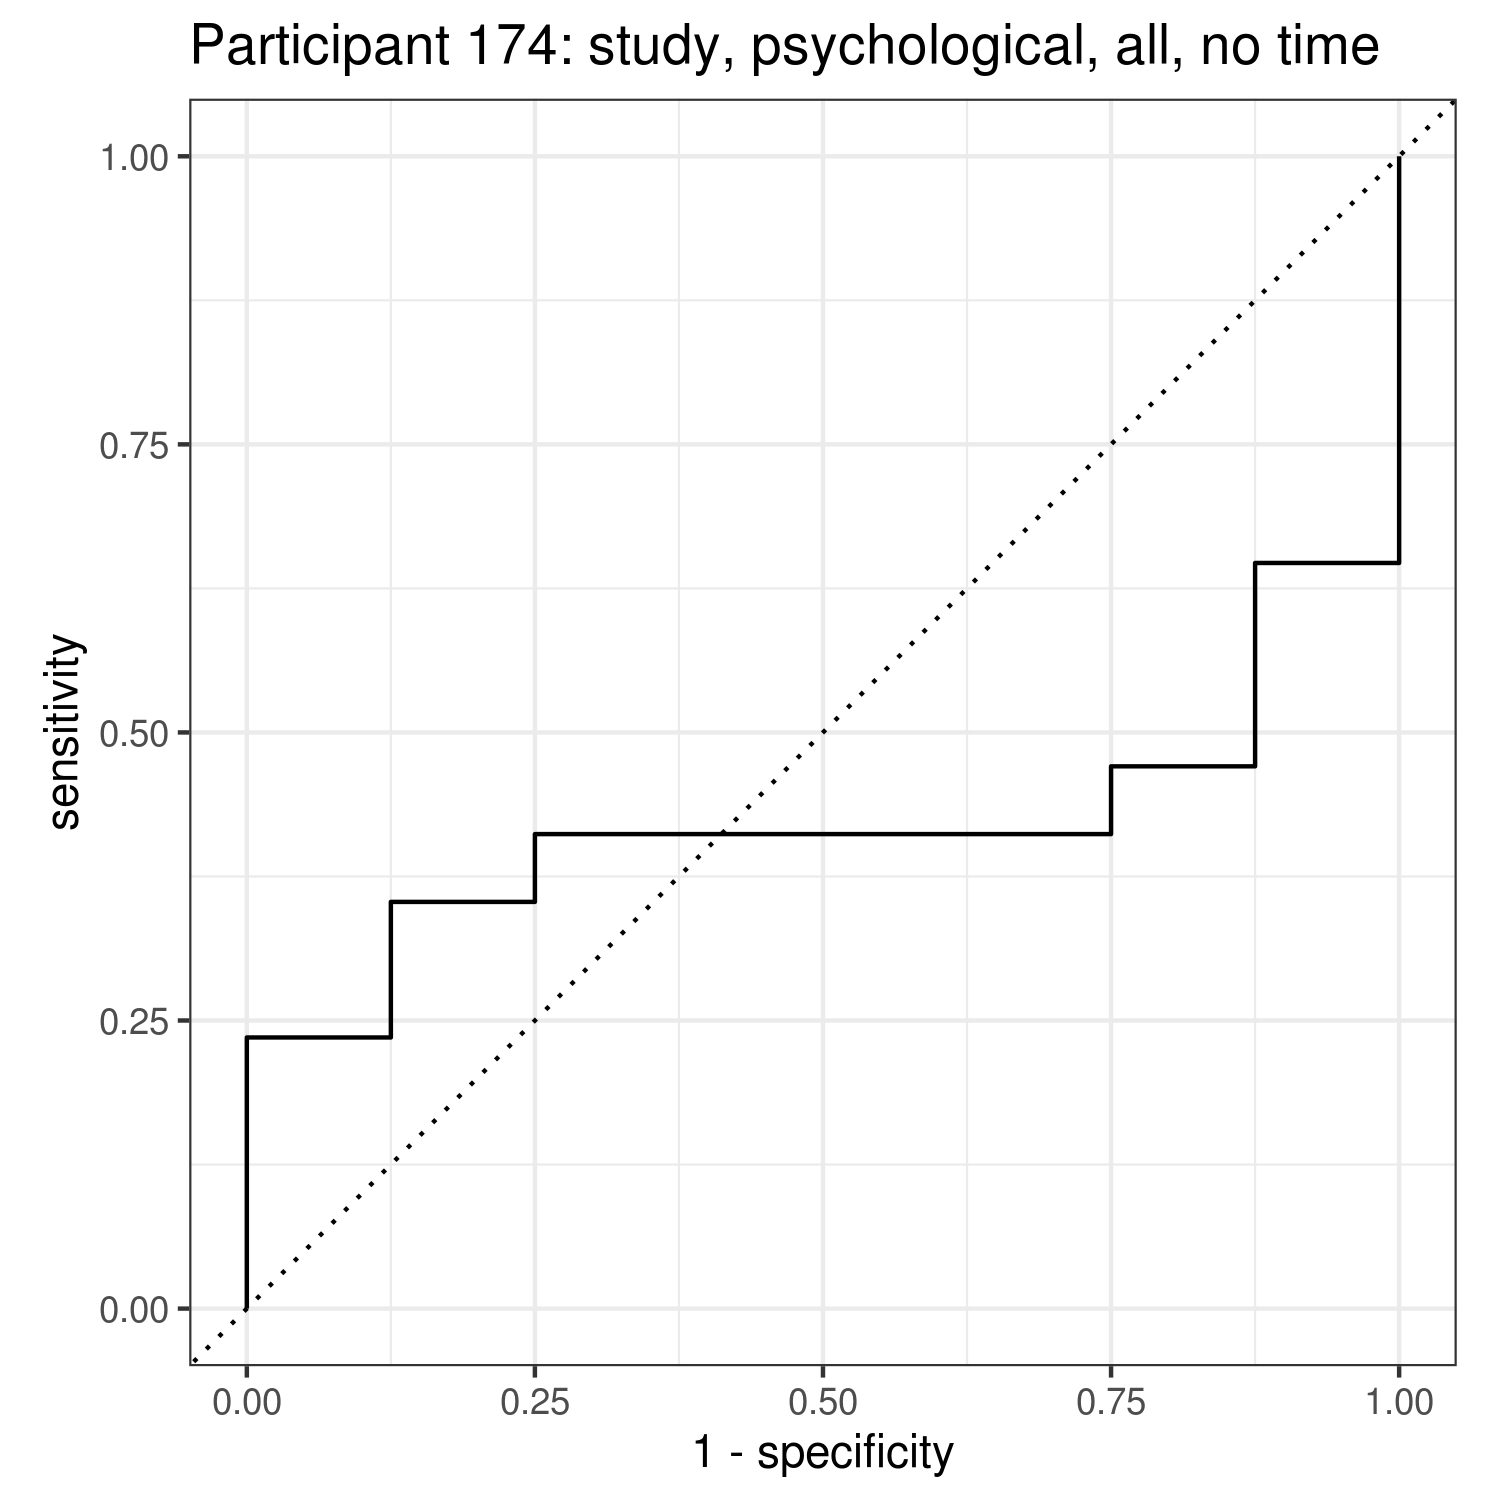 Participant 174: study, psychological, all, no time
1.00
0.75
0.50
0.25
0.00
sensitivity
0.00 0.25 0.50 0.75 1.00
1 - specificity